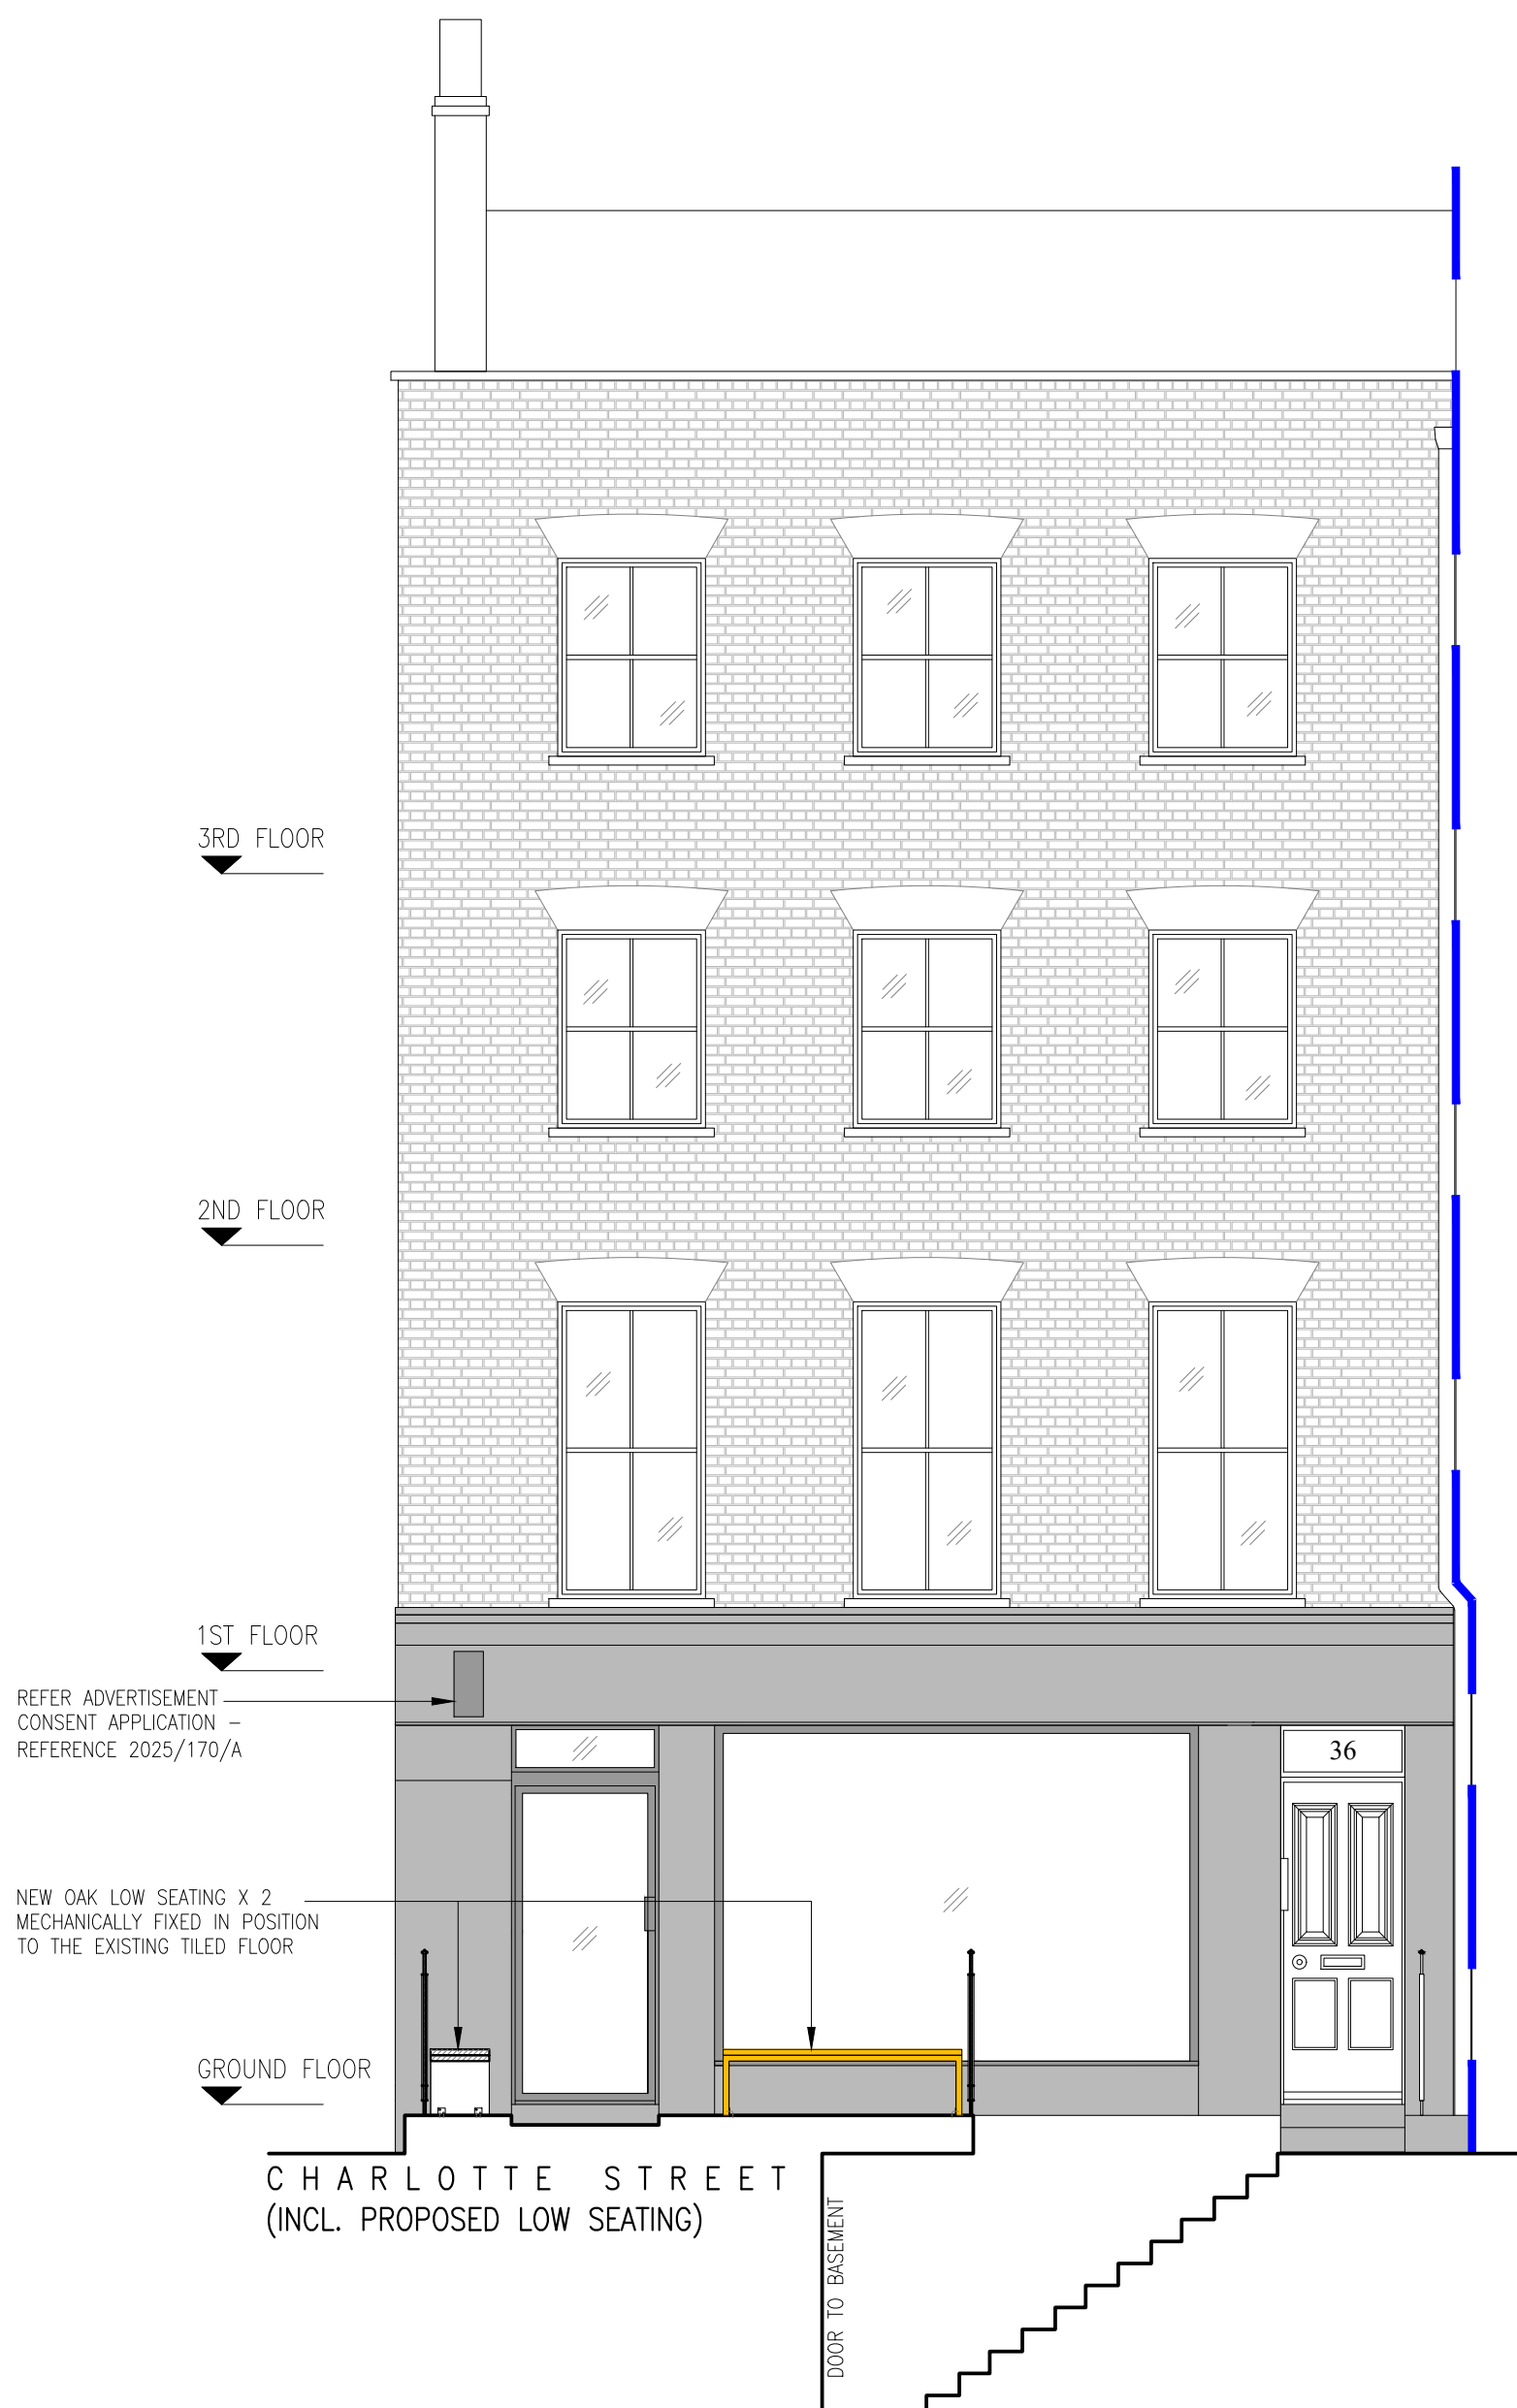 3RD FLOOR
2ND FLOOR
1ST FLOOR
REFER ADVERTISEMENT
CONSENT APPLICATION –
REFERENCE 2025/170/A
36
NEW OAK LOW SEATING X 2
MECHANICALLY FIXED IN POSITION
TO THE EXISTING TILED FLOOR
GROUND FLOOR
CHARLOTTE STREET
(INCL. PROPOSED LOW SEATING)
DOOR TO BASEMENT